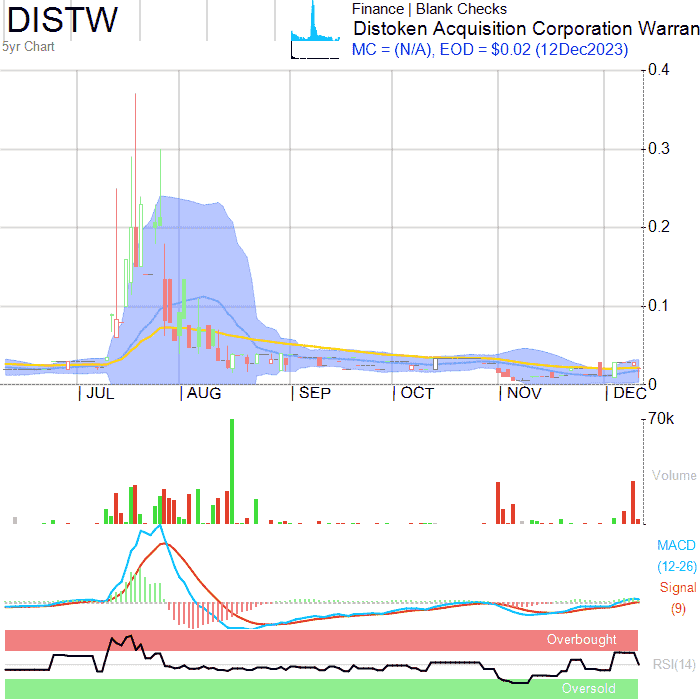 DISTW
5yr Chart
Finance | Blank Checks
Distoken Acquisition Corporation Warran
MC = (N/A), EOD = $0.02 (12Dec2023)
0.4
0.3
0.2
0.1
0
JUL AUG SEP OCT NOV DEC
70k
Volume
MACD
(12-26)
Signal
(9)
Overbought
RSI(14)
Oversold